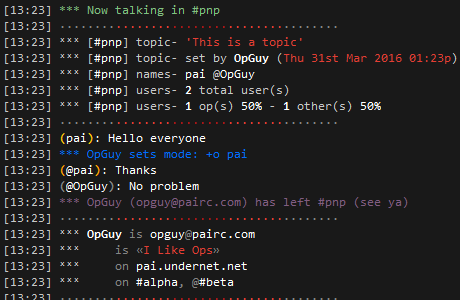 [13:23] *** Now talking in #pnp
[13:23] ----------------------------------------
[13:23] *** [#pnp] topic- 'This is a topic'
[13:23] *** [#pnp] topic- set by OpGuy (Thu 31st Mar 2016 01:23p)
[13:23] *** [#pnp] names- pai @OpGuy
[13:23] *** [#pnp] users- 2 total user(s)
[13:23] *** [#pnp] users- 1 op(s) 50% - 1 other(s) 50%
[13:23] ----------------------------------------
[13:23] (pai): Hello everyone
[13:23] *** OpGuy sets mode: +o pai
[13:23] (@pai): Thanks
[13:23] (@OpGuy): No problem
[13:23] *** OpGuy (opguy@pairc.com) has left #pnp (see ya)
[13:23] ----------------------------------------
[13:23] *** OpGuy is opguy@pairc.com
[13:23] *** is «I Like Ops»
[13:23] *** on pai.undernet.net
[13:23] *** on #alpha, @#beta
[13:23] ----------------------------------------